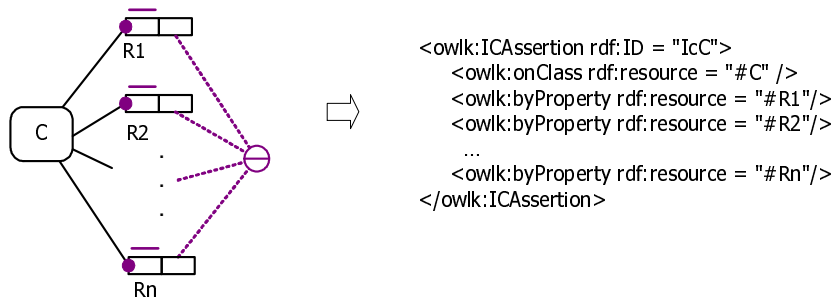 R1
R2
C
.
.
.
Rn
<owlk:ICAssertion rdf:ID = "IcC">
<owlk:onClass rdf:resource = "#C" />
<owlk:byProperty rdf:resource = "#R1"/>
<owlk:byProperty rdf:resource = "#R2"/>
...
<owlk:byProperty rdf:resource = "#Rn"/>
</owlk:ICAssertion>